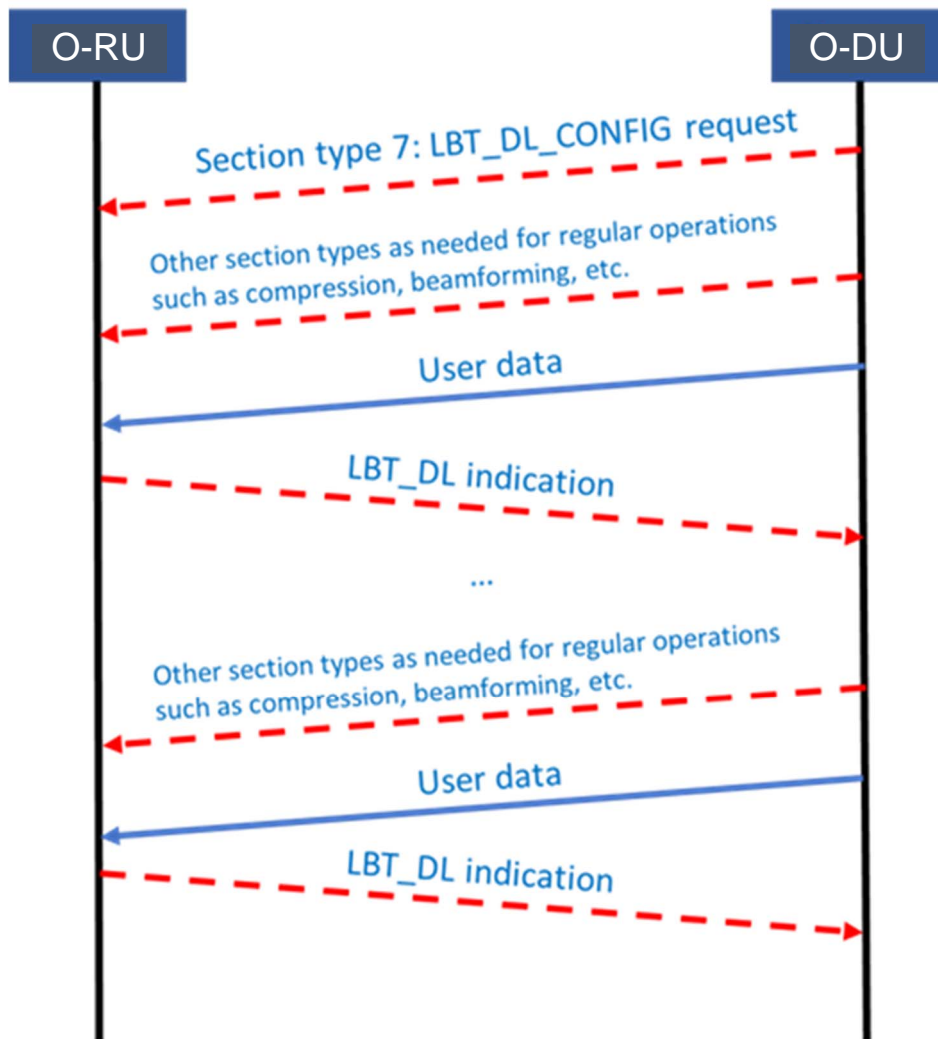 O-RU
O-DU
Section type 7: LBT_DL_CONFIG request
Other section types as needed for regular operations
such as compression, beamforming, etc.
User data
LBT_DL indication
...
Other section types as needed for regular operations
such as compression, beamforming, etc.
User data
LBT_DL indication